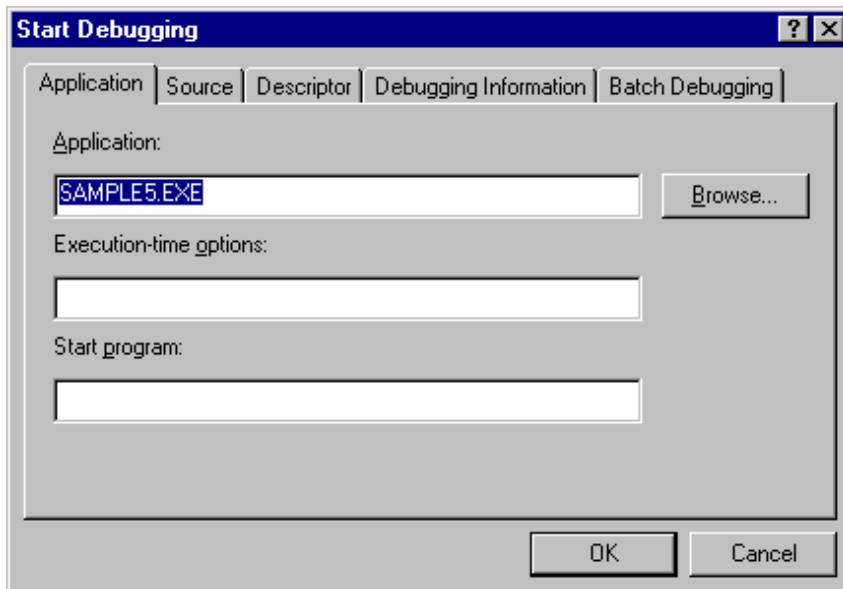 Start Debugging
Application Source Descriptor Debugging Information Batch Debugging
Application:
SAMPLE5.EXE Browse...
Execution-time options:
Start program:
OK Cancel